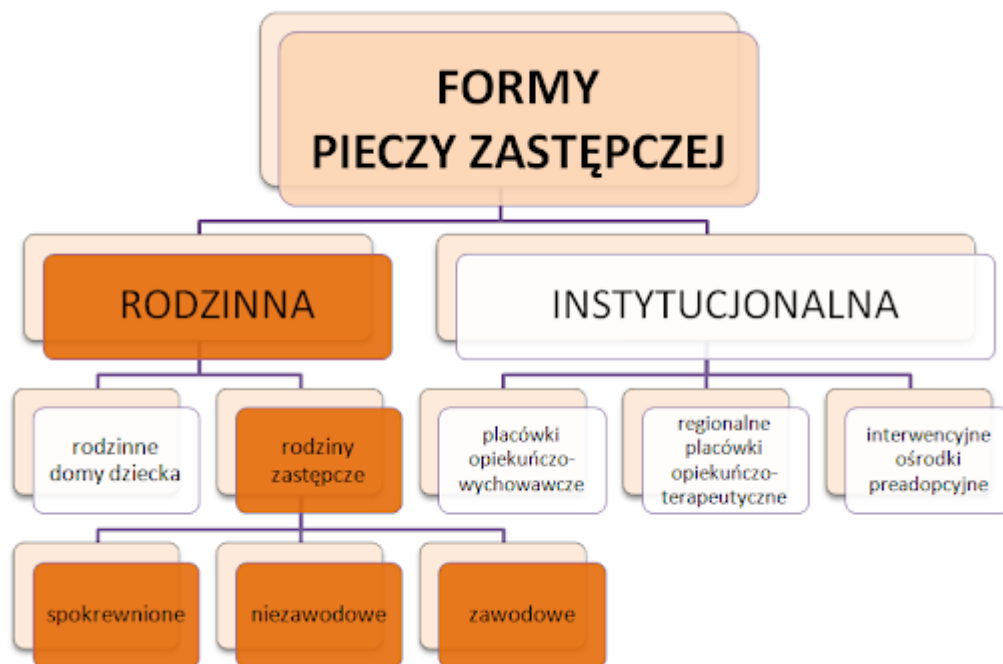 FORMY
PIECZY ZASTĘPCZEJ
RODZINNA
INSTYTUCJONALNA
rodzinne
domy dziecka
rodziny
zastępcze
placówki
opiekuńczo-
wychowawcze
regionalne
placówki
opiekuńczo-
terapeutyczne
interwencyjne
ośrodki
preadopcyjne
spokrewnione
niezawodowe
zawodowe